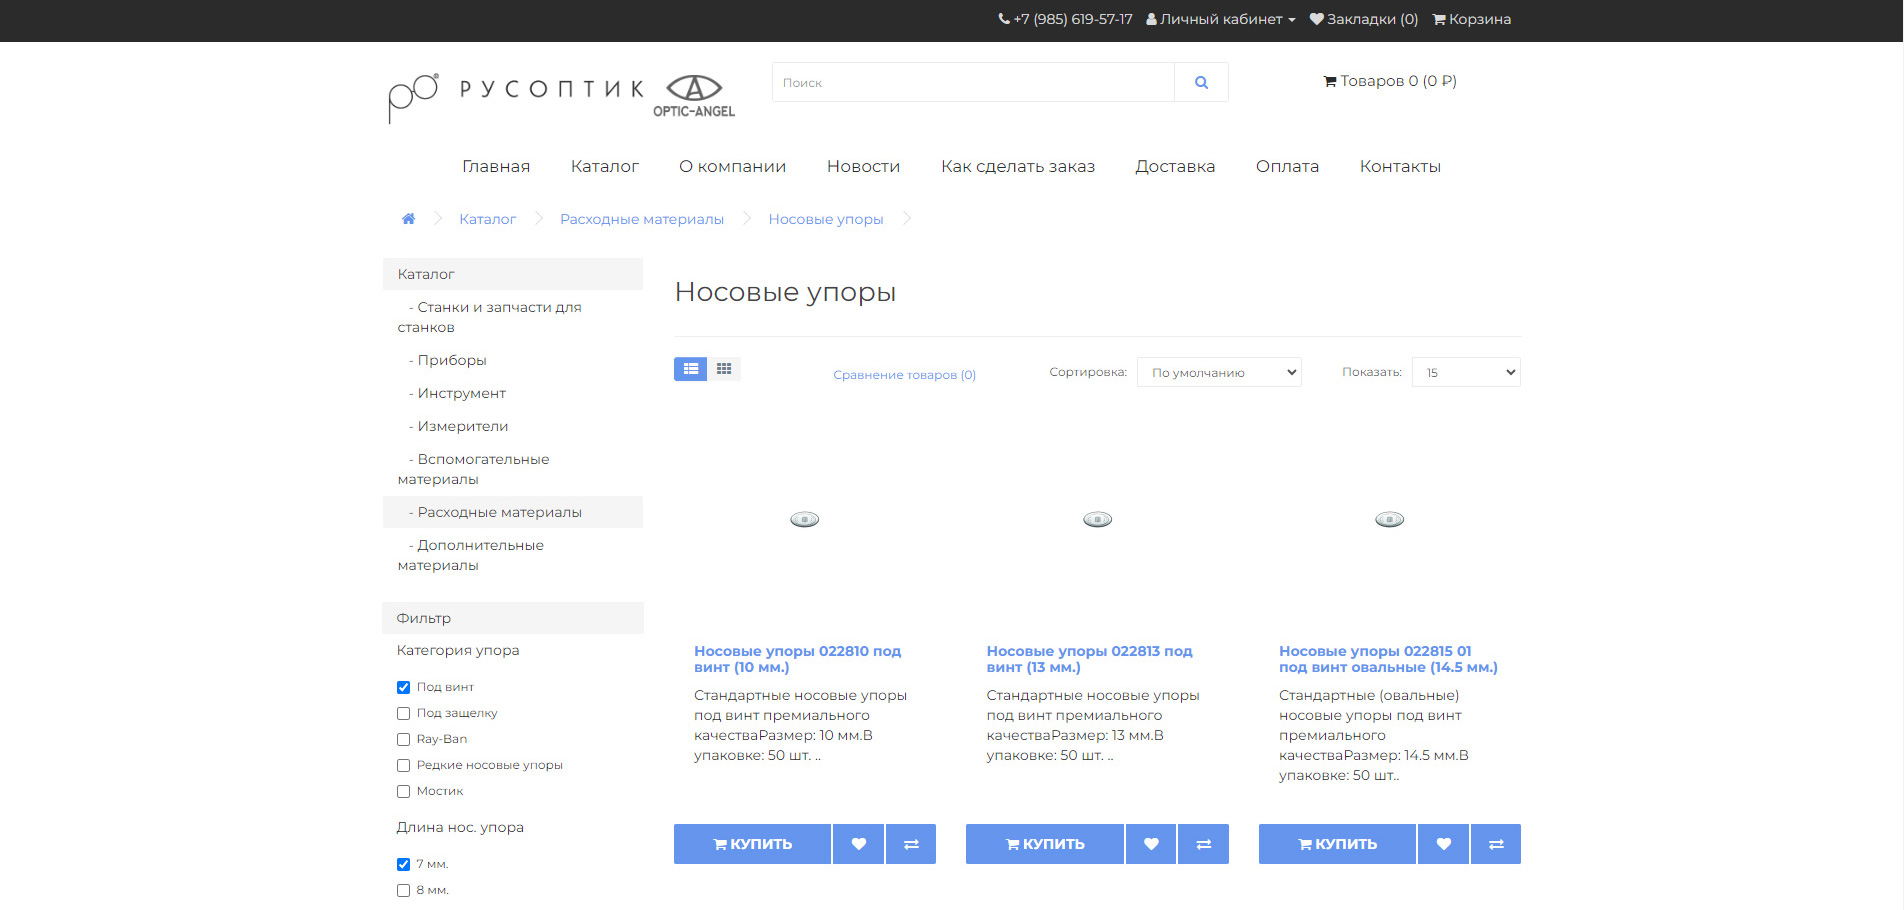 +7 (985) 619-57-17 Личный кабинет Закладки (0) Корзина
РУСОПТИК
OPTIC-ANGEL
Поиск
Товаров 0 (0 ₽)
Главная Каталог О компании Новости Как сделать заказ Доставка Оплата Контакты
Каталог Расходные материалы Носовые упоры
Каталог
- Станки и запчасти для
станков
- Приборы
- Инструмент
- Измерители
- Вспомогательные
материалы
- Расходные материалы
- Дополнительные
материалы
Фильтр
Категория упора
Под винт
Под защелку
Ray-Ban
Редкие носовые упоры
Мостик
Длина нос. упора
7 мм.
8 мм.
Носовые упоры
Сравнение товаров (0) Сортировка: По умолчанию Показать: 15
Носовые упоры 022810 под
винт (10 мм.)
Стандартные носовые упоры
под винт премиального
качестваРазмер: 10 мм.В
упаковке: 50 шт. ..
КУПИТЬ
Носовые упоры 022813 под
винт (13 мм.)
Стандартные носовые упоры
под винт премиального
качестваРазмер: 13 мм.В
упаковке: 50 шт. ..
КУПИТЬ
Носовые упоры 022815 01
под винт овальные (14.5 мм.)
Стандартные (овальные)
носовые упоры под винт
премиального
качестваРазмер: 14.5 мм.В
упаковке: 50 шт..
КУПИТЬ